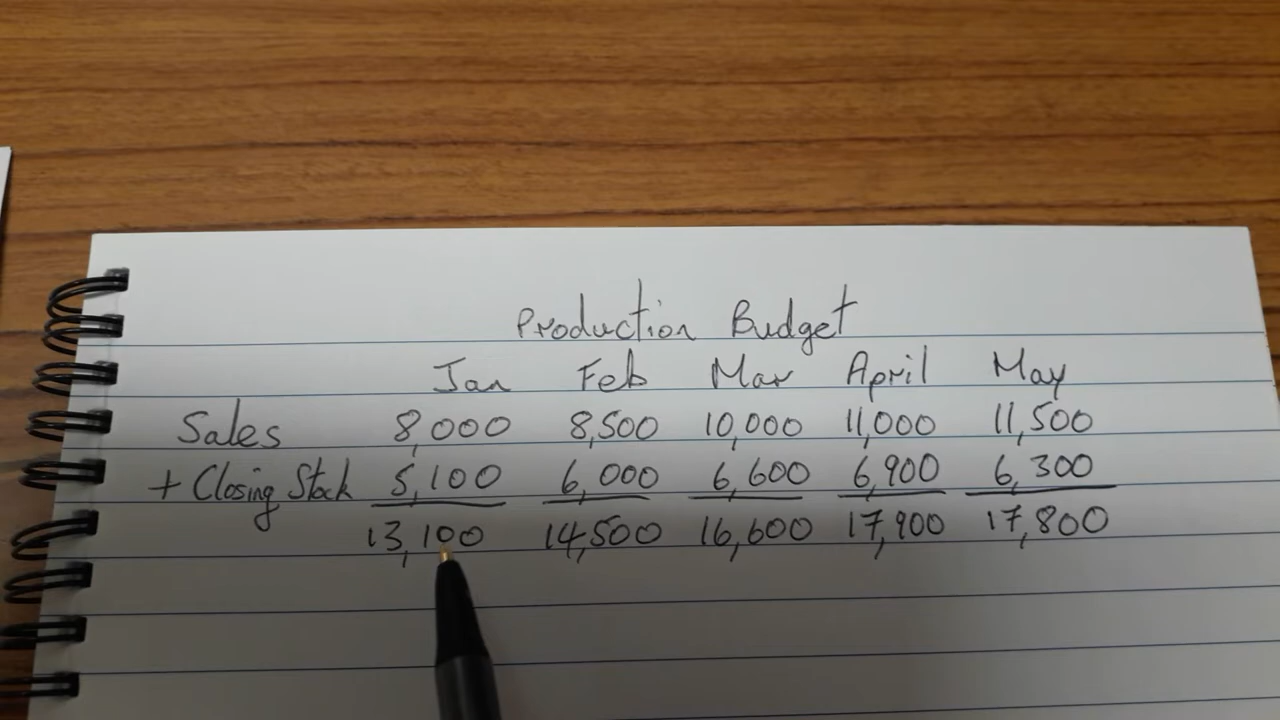 Production Budget
Jan Feb Mar April May
Sales 8,000 8,500 10,000 11,000 11,500
+ Closing Stock 5,100 6,000 6,600 6,900 6,300
13,100 14,500 16,600 17,900 17,800